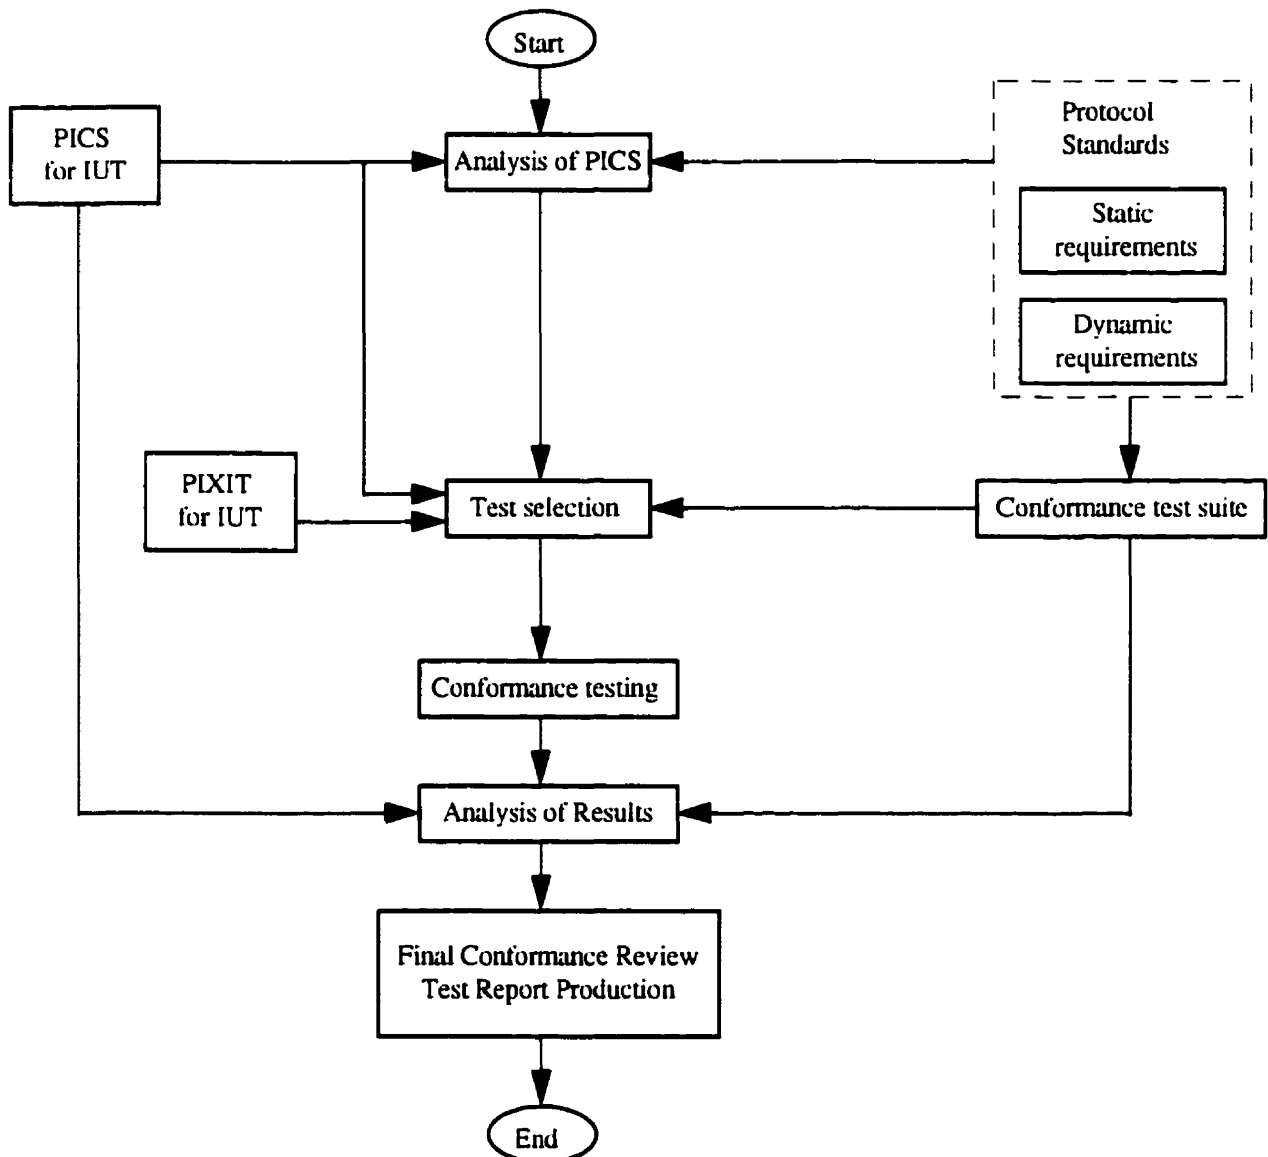 Start
PICS
for IUT
Analysis of PICS
Protocol
Standards
Static
requirements
Dynamic
requirements
PIXIT
for IUT
Test selection
Conformance test suite
Conformance testing
Analysis of Results
Final Conformance Review
Test Report Production
End